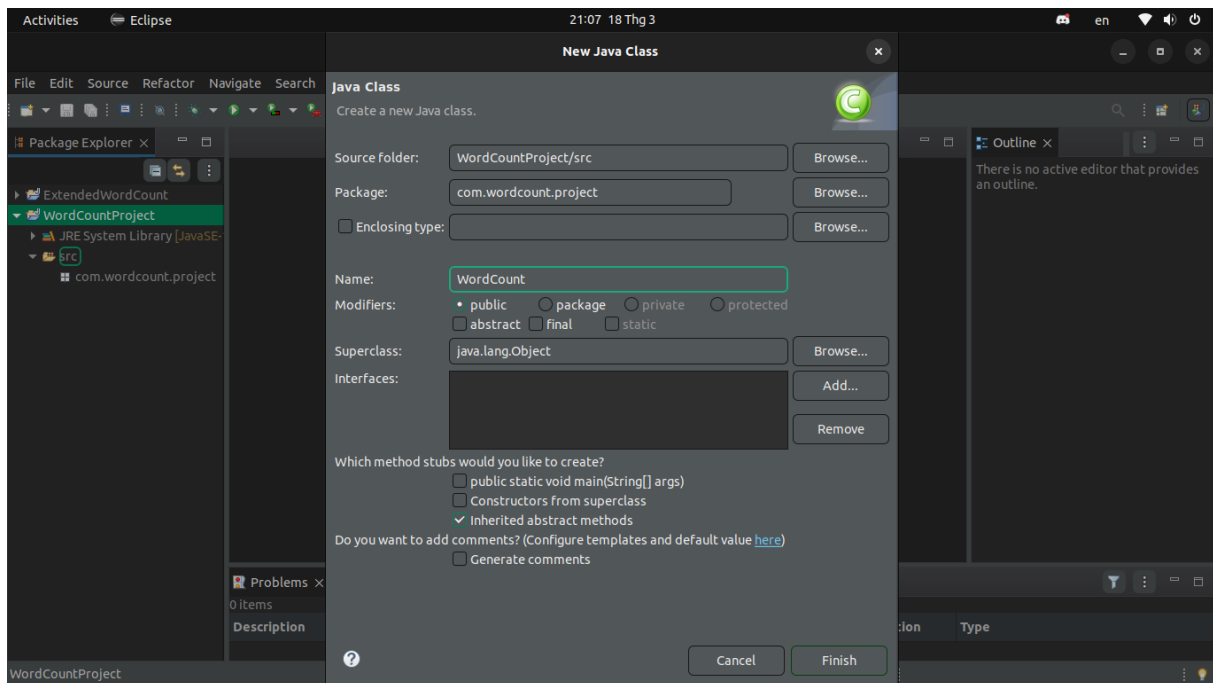 Activities Eclipse 21:07 18 Thg 3 en
New Java Class
File Edit Source Refactor Navigate Search
Java Class
Create a new Java class.
Package Explorer
Outline
There is no active editor that provides
an outline.
ExtendedWordCount
WordCountProject
JRE System Library [JavaSE-
src
com.wordcount.project
Source folder: WordCountProject/src Browse...
Package: com.wordcount.project Browse...
Enclosing type: Browse...
Name: WordCount
Modifiers: public package private protected
abstract final static
Superclass: java.lang.Object Browse...
Interfaces: Add...
Remove
Which method stubs would you like to create?
public static void main(String[] args)
Constructors from superclass
Inherited abstract methods
Do you want to add comments? (Configure templates and default value here)
Generate comments
Problems
0 items
Description tion Type
Cancel Finish
WordCountProject